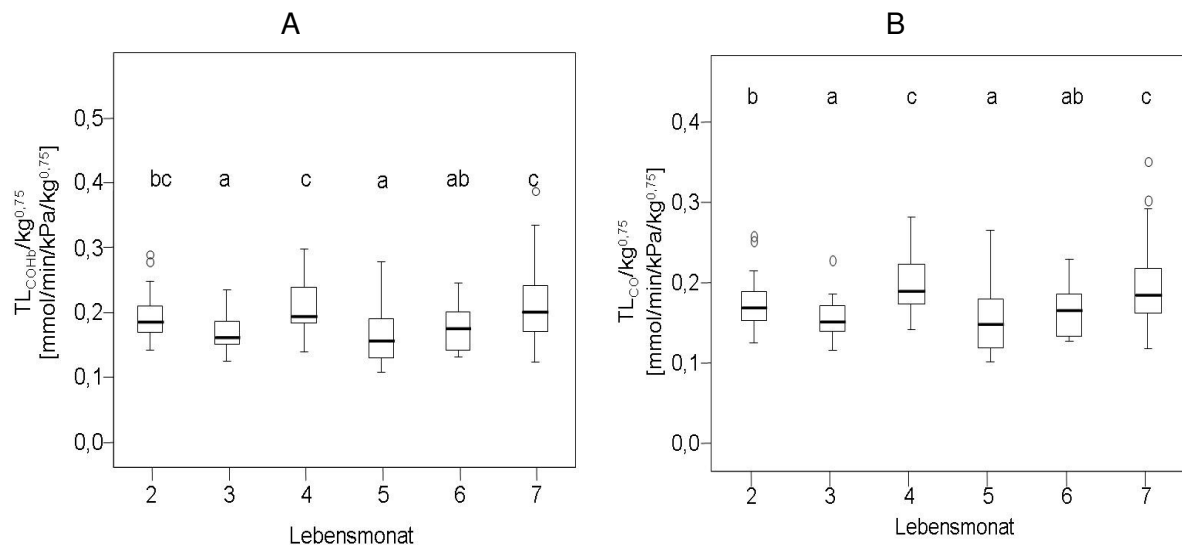 A
TL_COHb/kg^0,75
[mmol/min/kPa/kg^0,75]
0,5
0,4
0,3
0,2
0,1
0,0
bc a c a ab c
2 3 4 5 6 7
Lebensmonat
B
TL_CO/kg^0,75
[mmol/min/kPa/kg^0,75]
0,4
0,3
0,2
0,1
0,0
b a c a ab c
2 3 4 5 6 7
Lebensmonat